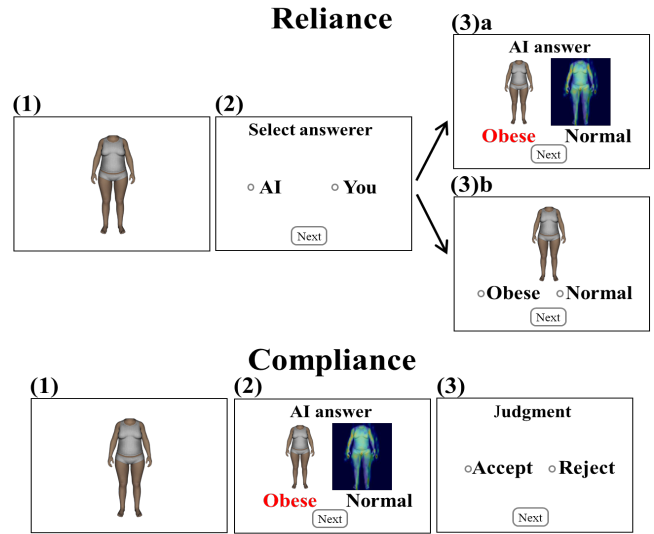 Reliance
(1)
(2)
Select answerer
AI You
Next
(3)a
AI answer
Obese Normal
Next
(3)b
Obese Normal
Next
Compliance
(1)
(2)
AI answer
Obese Normal
Next
(3)
Judgment
Accept Reject
Next